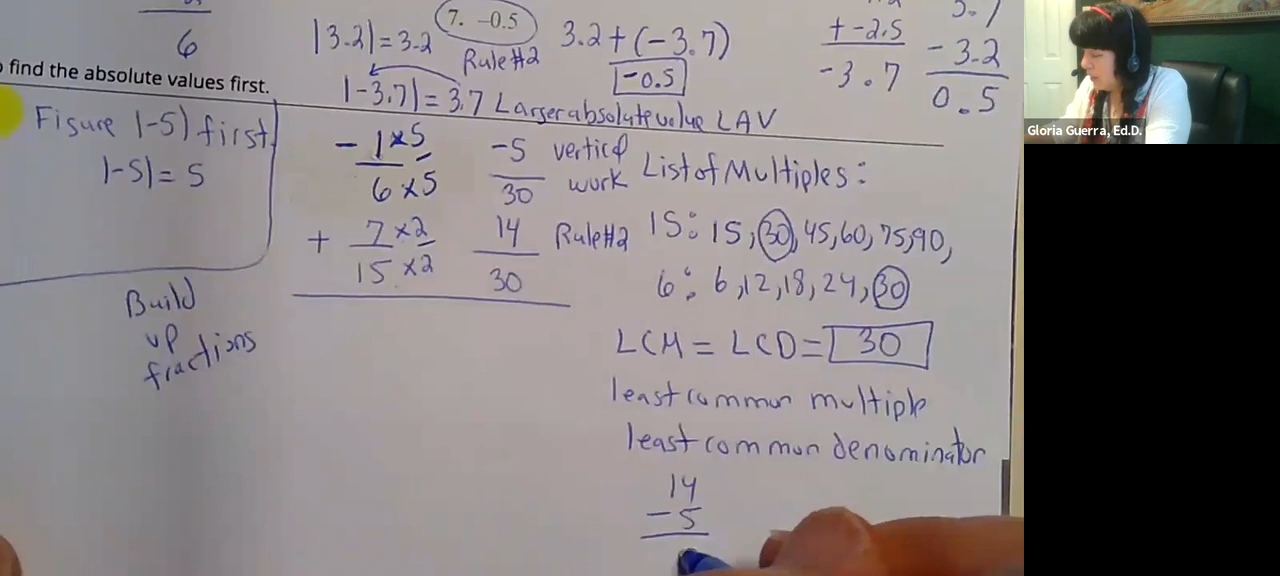 6
|3.2| = 3.2
7. -0.5
Rule#2
3.2 + (-3.7)
-0.5
+ -2.5
-3.7
- 3.2
0.5
find the absolute values first.
|-3.7| = 3.7 Larger absolute value LAV
Figure |-5| first
|-5| = 5
- 1 × 5
6 × 5
-5
30
vertical
work
+ 7 × 2
15 × 2
14
30
Rule#2
List of Multiples:
15: 15, 30, 45, 60, 75, 90,
6: 6, 12, 18, 24, 30
Build
up
fractions
LCM = LCD = 30
least common multiple
least common denominator
14
- 5
Gloria Guerra, Ed.D.